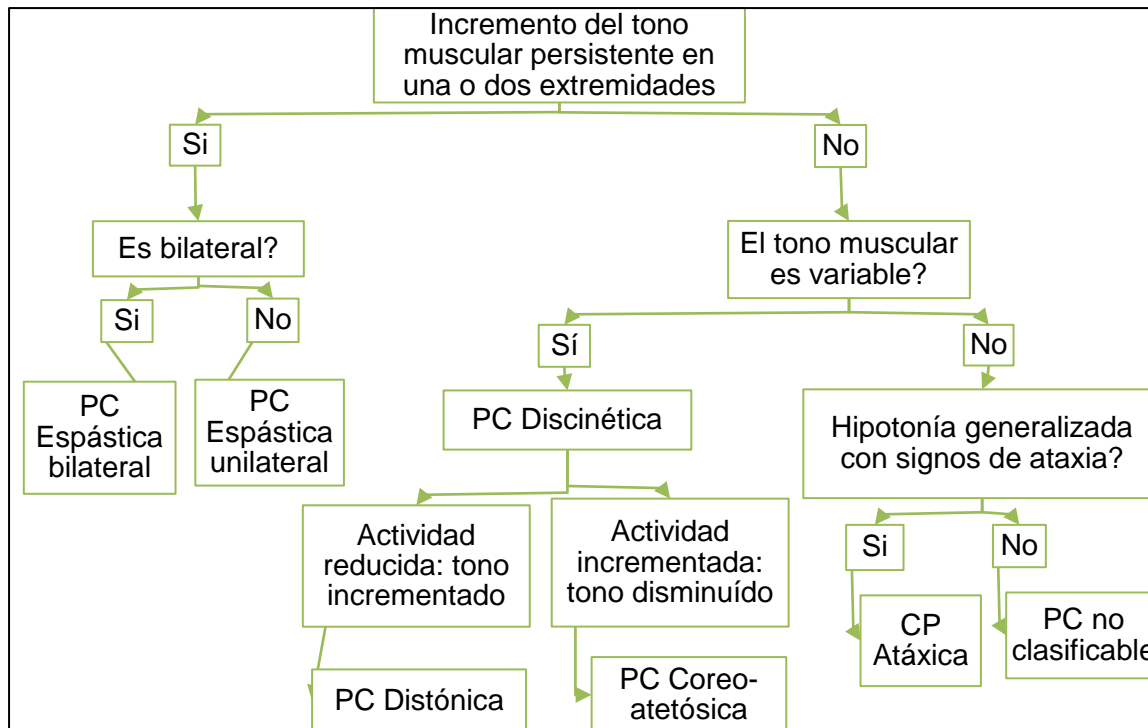 Incremento del tono
muscular persistente en
una o dos extremidades
Si
No
Es bilateral?
El tono muscular
es variable?
Si
No
Sí
No
PC
Espástica
bilateral
PC
Espástica
unilateral
PC Discinética
Hipotonía generalizada
con signos de ataxia?
Actividad
reducida: tono
incrementado
Actividad
incrementada:
tono disminuído
Si
No
CP
Atáxica
PC no
clasificable
PC Distónica
PC Coreo-
atetósica